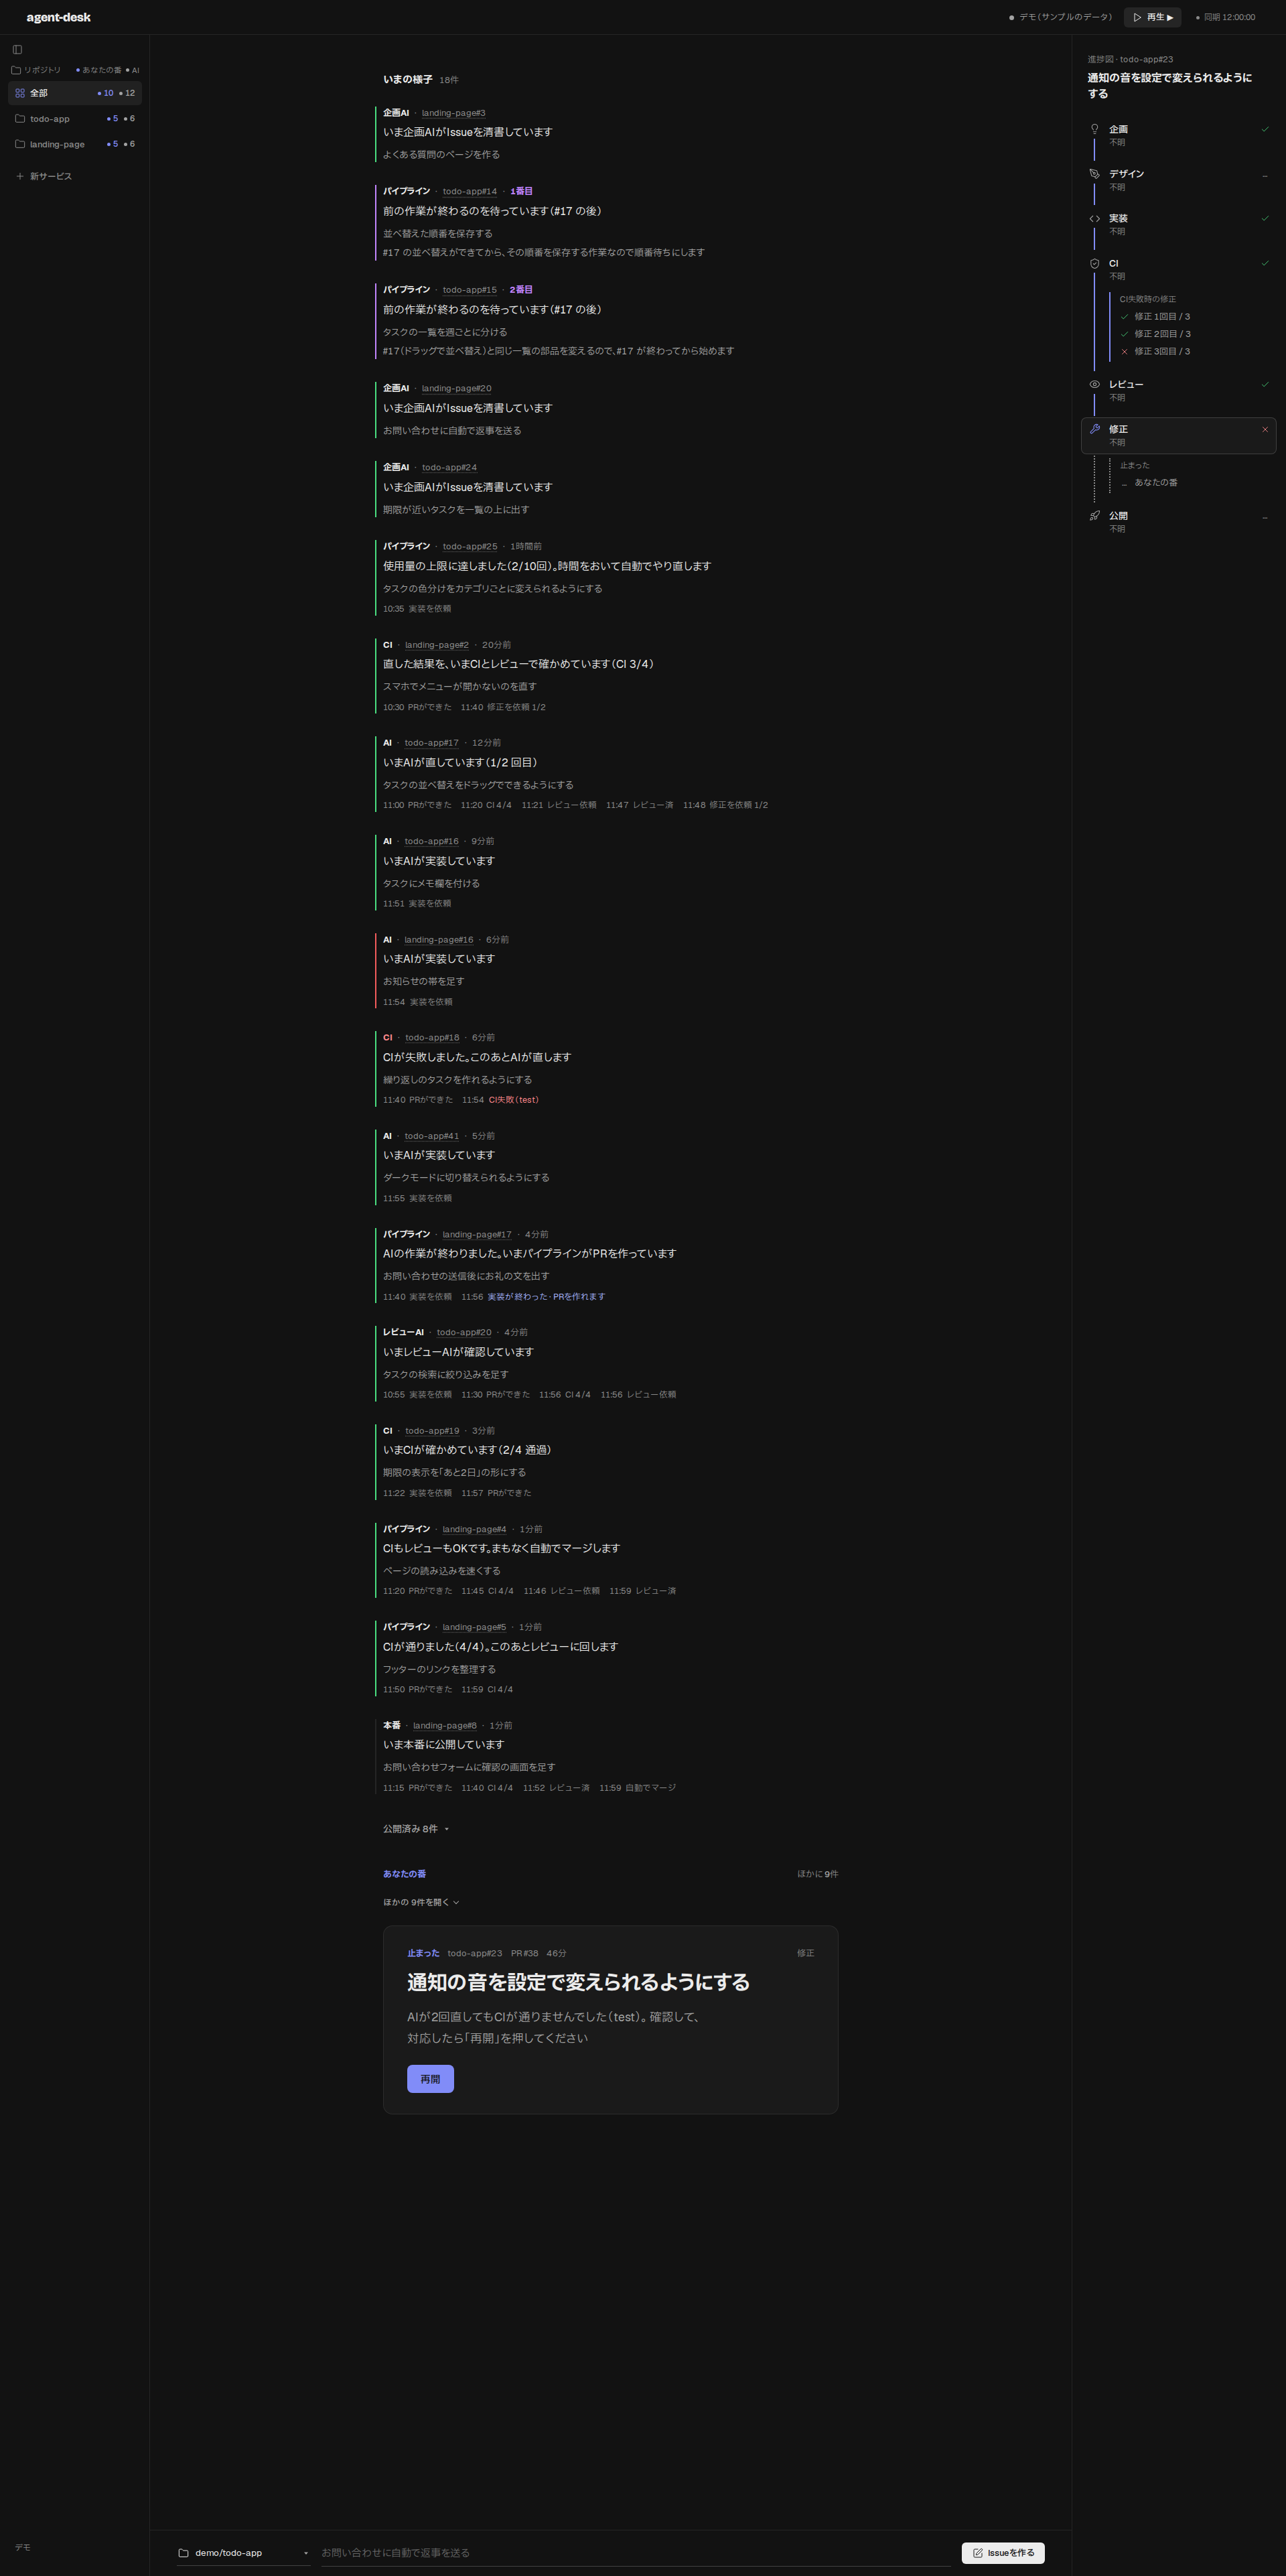 agent-desk
デモ（サンプルのデータ）
再生 ▶
同期 12:00:00
リポジトリ
あなたの番 AI
全部 10 12
todo-app 5 6
landing-page 5 6
新サービス
デモ
いまの様子 18件
企画AI · landing-page#3
いま企画AIがIssueを清書しています
よくある質問のページを作る
パイプライン · todo-app#14 · 1番目
前の作業が終わるのを待っています（#17 の後）
並べ替えた順番を保存する
#17 の並べ替えができてから、その順番を保存する作業なので順番待ちにします
パイプライン · todo-app#15 · 2番目
前の作業が終わるのを待っています（#17 の後）
タスクの一覧を週ごとに分ける
#17（ドラッグで並べ替え）と同じ一覧の部品を変えるので、#17 が終わってから始めます
企画AI · landing-page#20
いま企画AIがIssueを清書しています
お問い合わせに自動で返事を送る
企画AI · todo-app#24
いま企画AIがIssueを清書しています
期限が近いタスクを一覧の上に出す
パイプライン · todo-app#25 · 1時間前
使用量の上限に達しました（2/10回）。時間をおいて自動でやり直します
タスクの色分けをカテゴリごとに変えられるようにする
10:35 実装を依頼
CI · landing-page#2 · 20分前
直した結果を、いまCIとレビューで確かめています（CI 3/4）
スマホでメニューが開かないのを直す
10:30 PRができた 11:40 修正を依頼 1/2
AI · todo-app#17 · 12分前
いまAIが直しています（1/2 回目）
タスクの並べ替えをドラッグでできるようにする
11:00 PRができた 11:20 CI 4/4 11:21 レビュー依頼 11:47 レビュー済 11:48 修正を依頼 1/2
AI · todo-app#16 · 9分前
いまAIが実装しています
タスクにメモ欄を付ける
11:51 実装を依頼
AI · landing-page#16 · 6分前
いまAIが実装しています
お知らせの帯を足す
11:54 実装を依頼
CI · todo-app#18 · 6分前
CIが失敗しました。このあとAIが直します
繰り返しのタスクを作れるようにする
11:40 PRができた 11:54 CI失敗（test）
AI · todo-app#41 · 5分前
いまAIが実装しています
ダークモードに切り替えられるようにする
11:55 実装を依頼
パイプライン · landing-page#17 · 4分前
AIの作業が終わりました。いまパイプラインがPRを作っています
お問い合わせの送信後にお礼の文を出す
11:40 実装を依頼 11:56 実装が終わった · PRを作れます
レビューAI · todo-app#20 · 4分前
いまレビューAIが確認しています
タスクの検索に絞り込みを足す
10:55 実装を依頼 11:30 PRができた 11:56 CI 4/4 11:56 レビュー依頼
CI · todo-app#19 · 3分前
いまCIが確かめています（2/4 通過）
期限の表示を「あと2日」の形にする
11:22 実装を依頼 11:57 PRができた
パイプライン · landing-page#4 · 1分前
CIもレビューもOKです。まもなく自動でマージします
ページの読み込みを速くする
11:20 PRができた 11:45 CI 4/4 11:46 レビュー依頼 11:59 レビュー済
パイプライン · landing-page#5 · 1分前
CIが通りました（4/4）。このあとレビューに回します
フッターのリンクを整理する
11:50 PRができた 11:59 CI 4/4
本番 · landing-page#8 · 1分前
いま本番に公開しています
お問い合わせフォームに確認の画面を足す
11:15 PRができた 11:40 CI 4/4 11:52 レビュー済 11:59 自動でマージ
公開済み 8件
あなたの番 ほかに 9件
ほかの 9件を開く
止まった todo-app#23 PR #38 46分 修正
通知の音を設定で変えられるようにする
AIが2回直してもCIが通りませんでした（test）。確認して、
対応したら「再開」を押してください
再開
demo/todo-app
お問い合わせに自動で返事を送る
Issueを作る
進捗図 · todo-app#23
通知の音を設定で変えられるように
する
企画
不明
デザイン
不明
実装
不明
CI
不明
CI失敗時の修正
修正 1回目 / 3
修正 2回目 / 3
修正 3回目 / 3
レビュー
不明
修正
不明
止まった
あなたの番
公開
不明